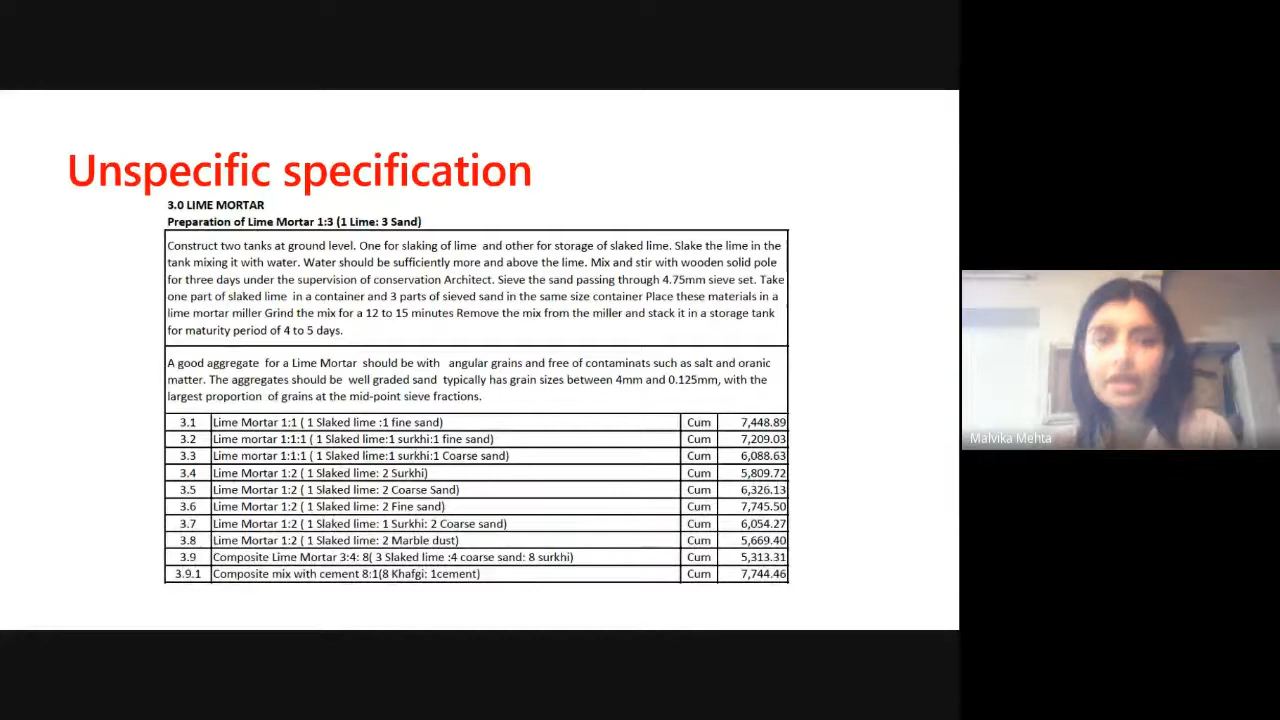 Unspecific specification
3.0 LIME MORTAR
Preparation of Lime Mortar 1:3 (1 Lime: 3 Sand)
Construct two tanks at ground level. One for slaking of lime and other for storage of slaked lime. Slake the lime in the
tank mixing it with water. Water should be sufficiently more and above the lime. Mix and stir with wooden solid pole
for three days under the supervision of conservation Architect. Sieve the sand passing through 4.75mm sieve set. Take
one part of slaked lime in a container and 3 parts of sieved sand in the same size container Place these materials in a
lime mortar miller Grind the mix for a 12 to 15 minutes Remove the mix from the miller and stack it in a storage tank
for maturity period of 4 to 5 days.
A good aggregate for a Lime Mortar should be with angular grains and free of contaminats such as salt and oranic
matter. The aggregates should be well graded sand typically has grain sizes between 4mm and 0.125mm, with the
largest proportion of grains at the mid-point sieve fractions.
3.1 Lime Mortar 1:1 ( 1 Slaked lime :1 fine sand) Cum 7,448.89
3.2 Lime mortar 1:1:1 ( 1 Slaked lime:1 surkhi:1 fine sand) Cum 7,209.03
3.3 Lime mortar 1:1:1 ( 1 Slaked lime:1 surkhi:1 Coarse sand) Cum 6,088.63
3.4 Lime Mortar 1:2 ( 1 Slaked lime: 2 Surkhi) Cum 5,809.72
3.5 Lime Mortar 1:2 ( 1 Slaked lime: 2 Coarse Sand) Cum 6,326.13
3.6 Lime Mortar 1:2 ( 1 Slaked lime: 2 Fine sand) Cum 7,745.50
3.7 Lime Mortar 1:2 ( 1 Slaked lime: 1 Surkhi: 2 Coarse sand) Cum 6,054.27
3.8 Lime Mortar 1:2 ( 1 Slaked lime: 2 Marble dust) Cum 5,669.40
3.9 Composite Lime Mortar 3:4: 8( 3 Slaked lime :4 coarse sand: 8 surkhi) Cum 5,313.31
3.9.1 Composite mix with cement 8:1(8 Khafgi: 1cement) Cum 7,744.46
Malvika Mehta